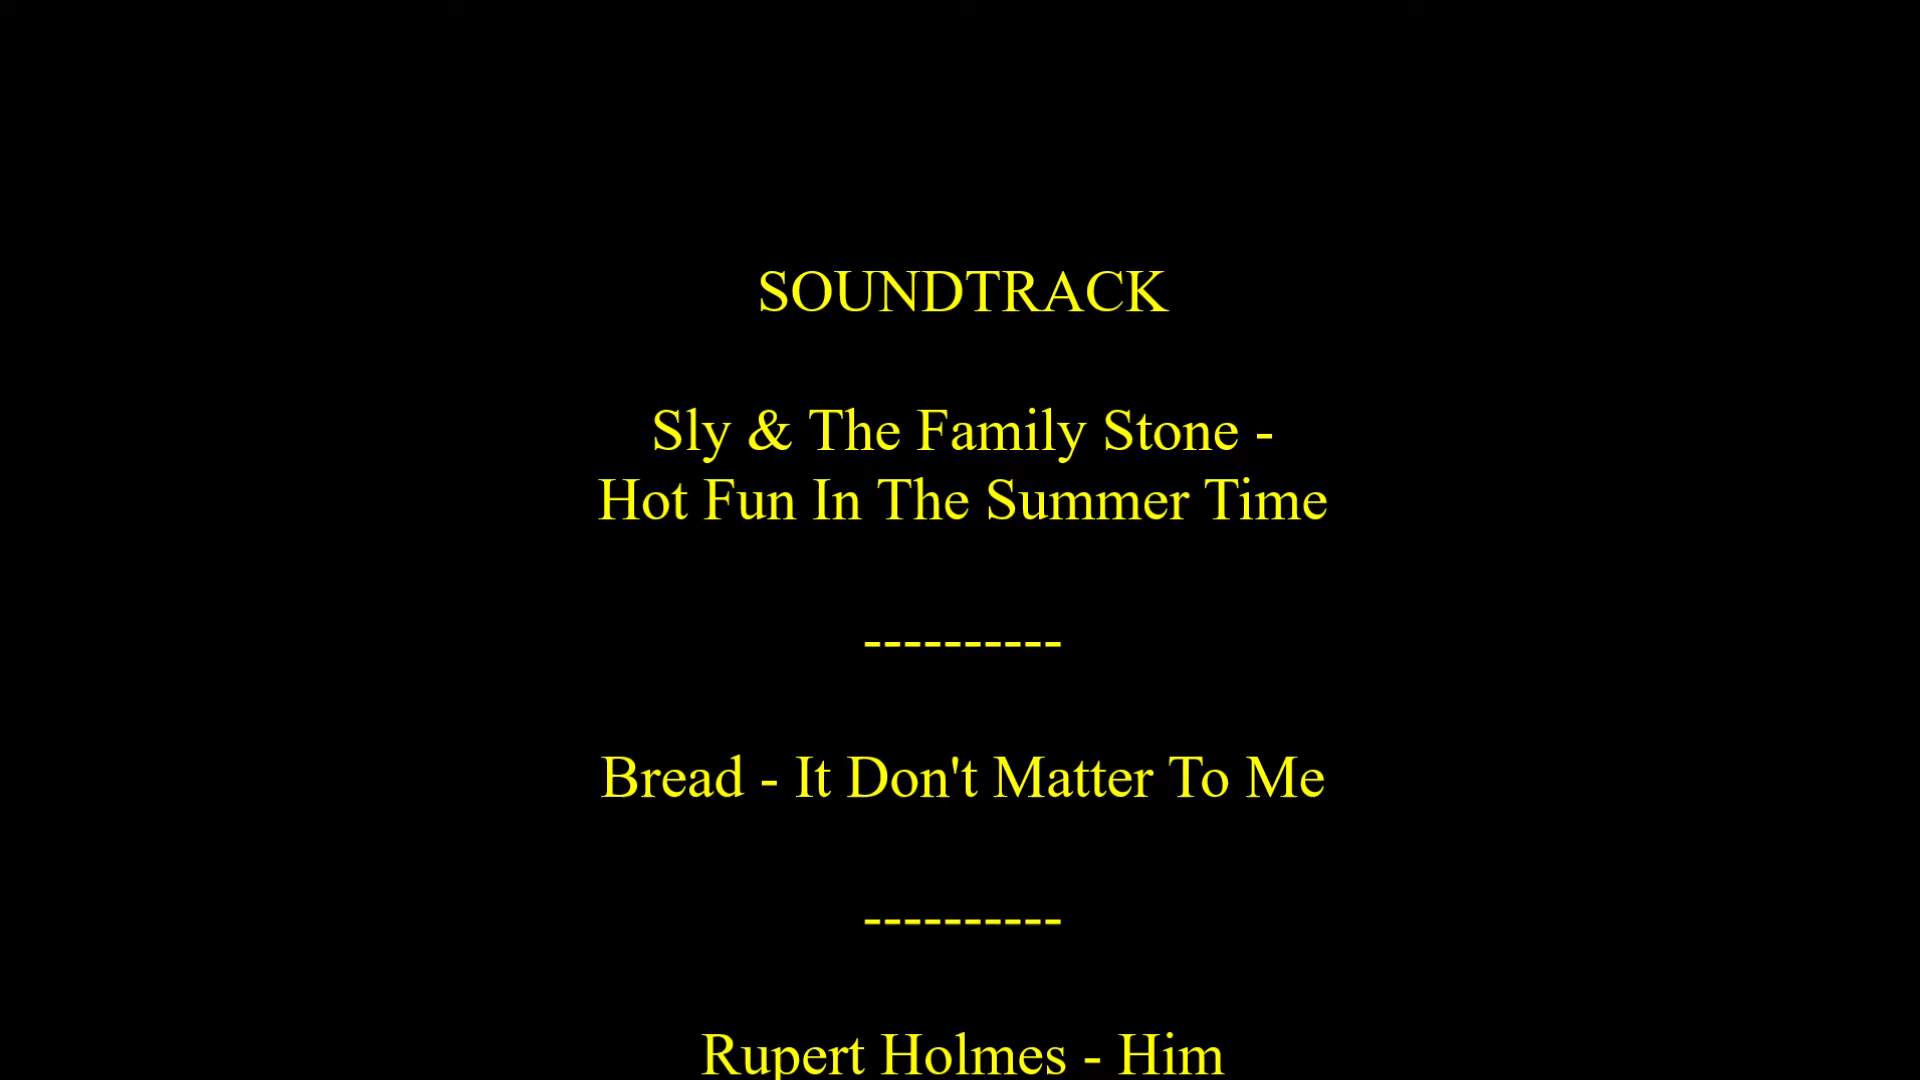 SOUNDTRACK
Sly & The Family Stone -
Hot Fun In The Summer Time
----------
Bread - It Don't Matter To Me
----------
Rupert Holmes - Him